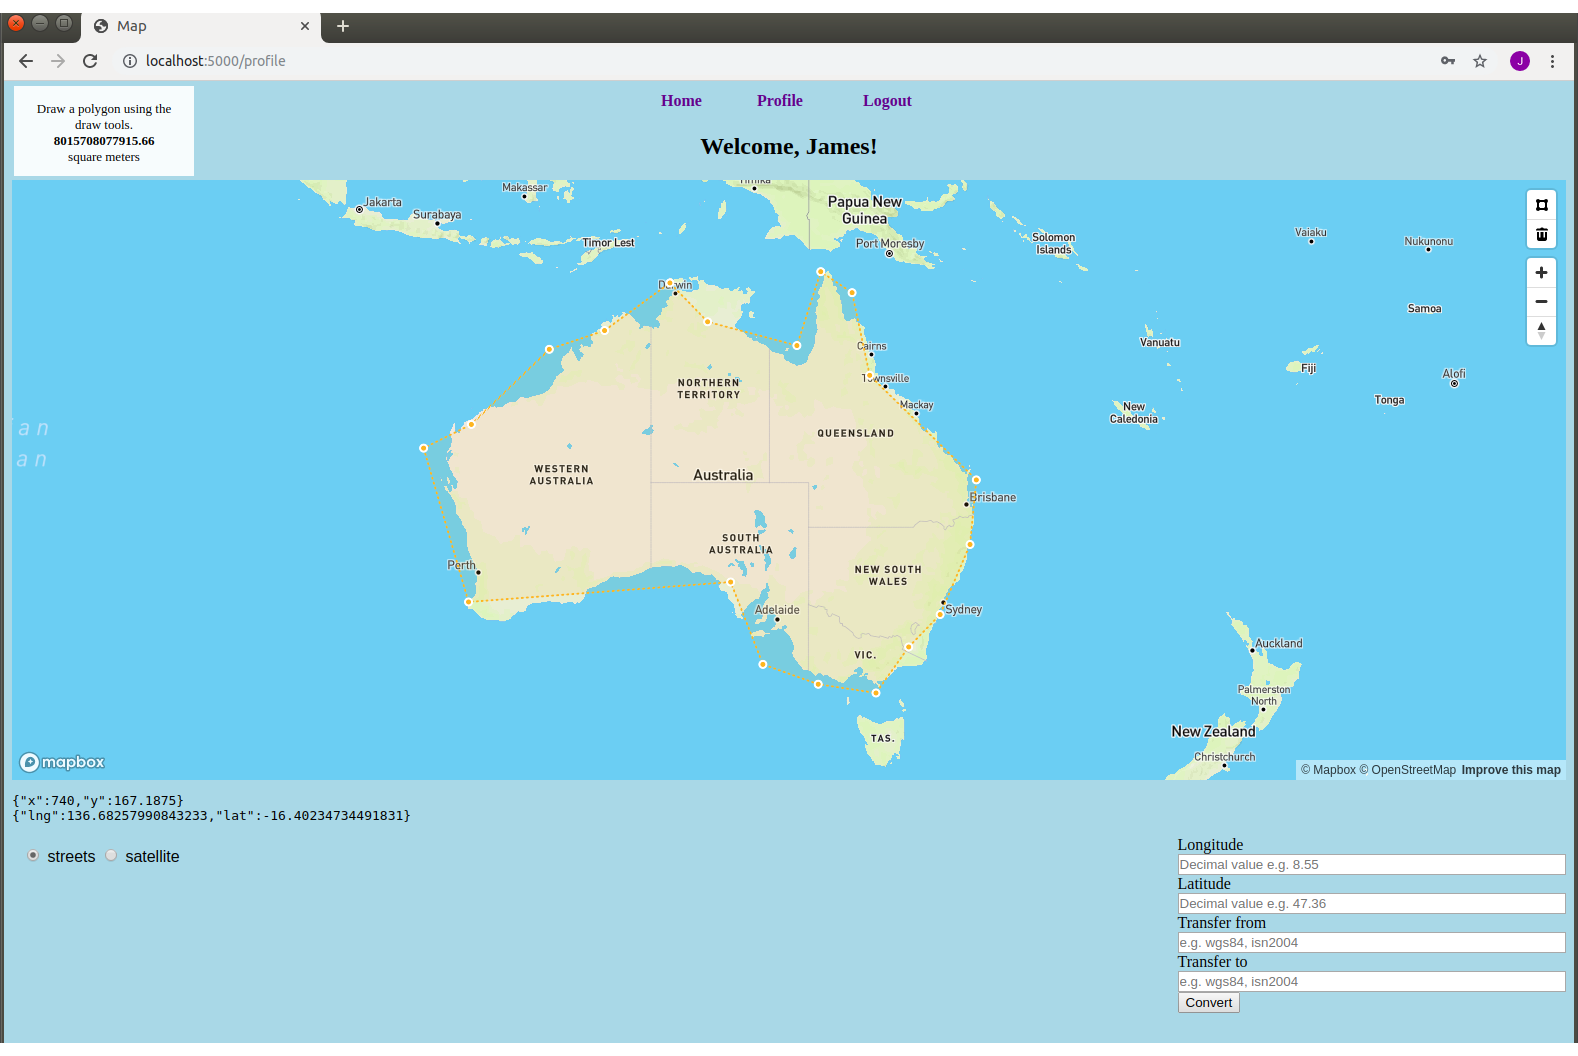 Map
localhost:5000/profile
J
Draw a polygon using the
draw tools.
8015708077915.66
square meters
Home Profile Logout
Welcome, James!
Makassar
Jakarta
Surabaya
Timor Lest
Papua New
Guinea
Port Moresby
Solomon
Islands
Vaiaku
Nukunonu
Samoa
Vanuatu
Fiji
Alofi
Tonga
New
Caledonia
Darwin
Cairns
Townsville
Mackay
NORTHERN
TERRITORY
QUEENSLAND
an
an
WESTERN
AUSTRALIA
Australia
Brisbane
SOUTH
AUSTRALIA
Perth
NEW SOUTH
WALES
Adelaide
Sydney
VIC.
TAS.
Auckland
Palmerston
North
New Zealand
Christchurch
mapbox
© Mapbox © OpenStreetMap Improve this map
{"x":740,"y":167.1875}
{"lng":136.68257990843233,"lat":-16.40234734491831}
streets satellite
Longitude
Decimal value e.g. 8.55
Latitude
Decimal value e.g. 47.36
Transfer from
e.g. wgs84, isn2004
Transfer to
e.g. wgs84, isn2004
Convert